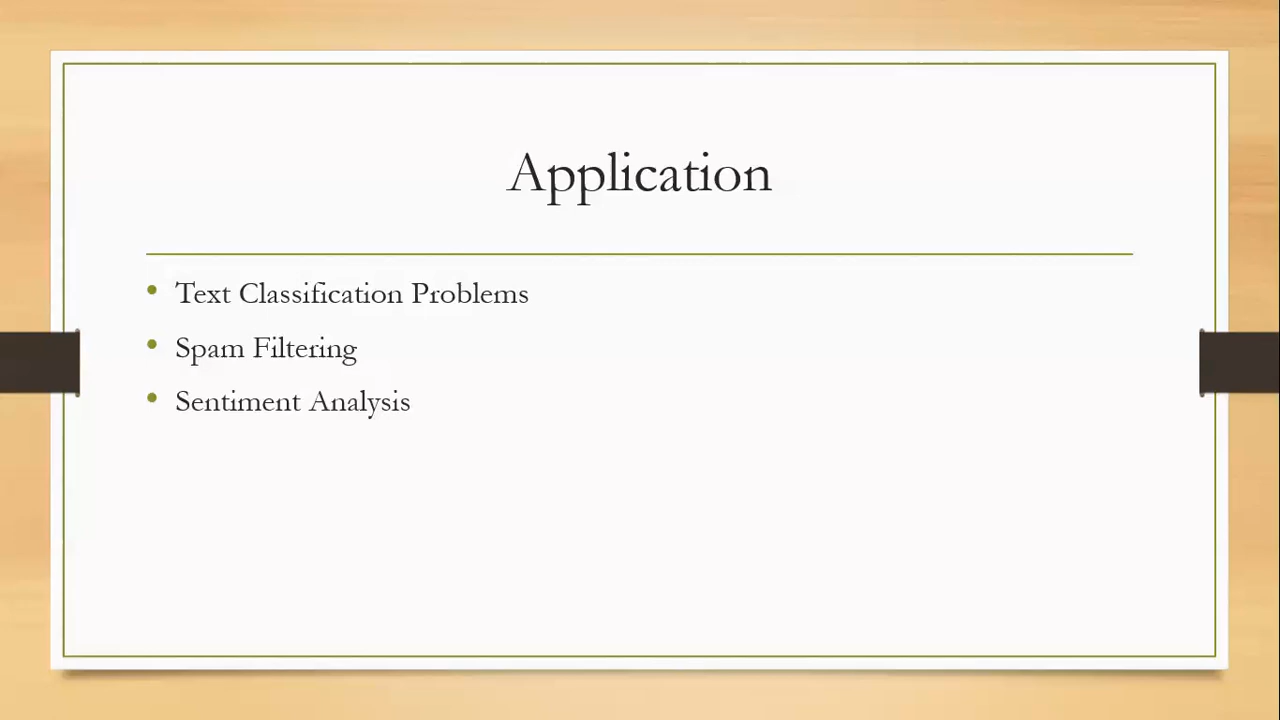 Application
• Text Classification Problems
• Spam Filtering
• Sentiment Analysis